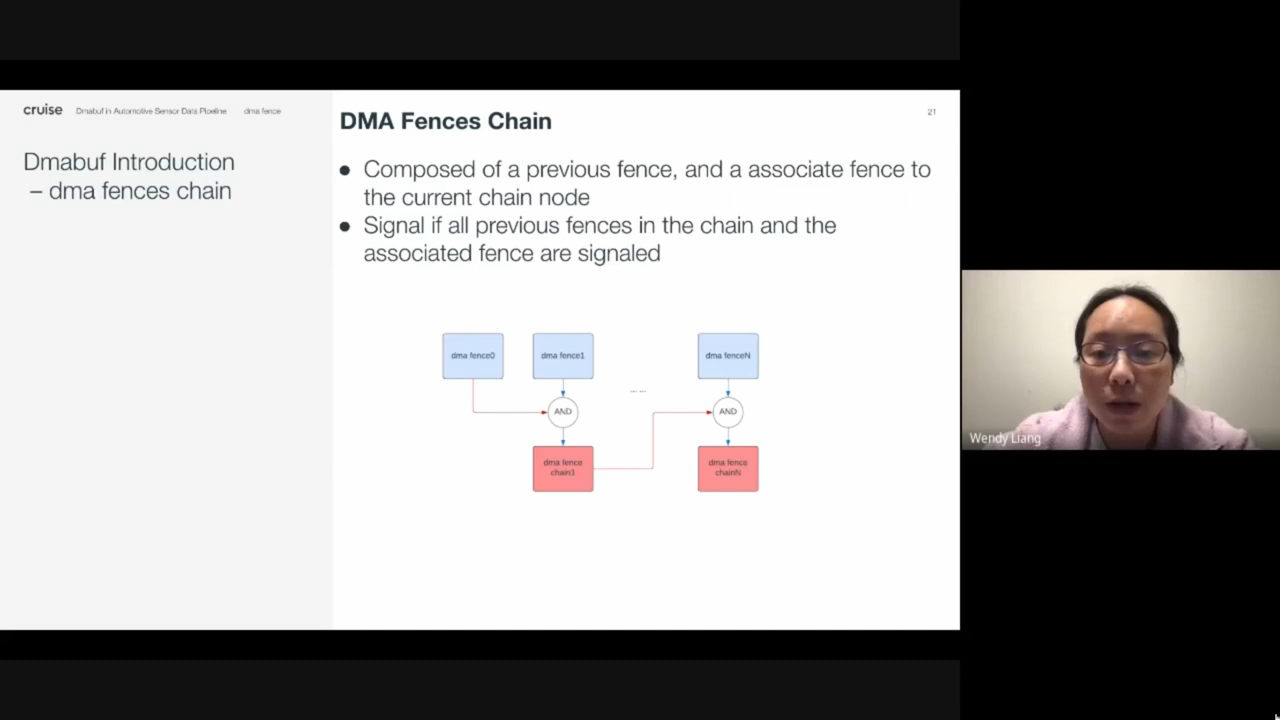 cruise Dmabuf in Automotive Sensor Data Pipeline dma fence
21
Dmabuf Introduction
– dma fences chain
DMA Fences Chain
● Composed of a previous fence, and a associate fence to
the current chain node
● Signal if all previous fences in the chain and the
associated fence are signaled
dma fence0
dma fence1
dma fenceN
... ...
AND
AND
dma fence
chain1
dma fence
chainN
Wendy Liang